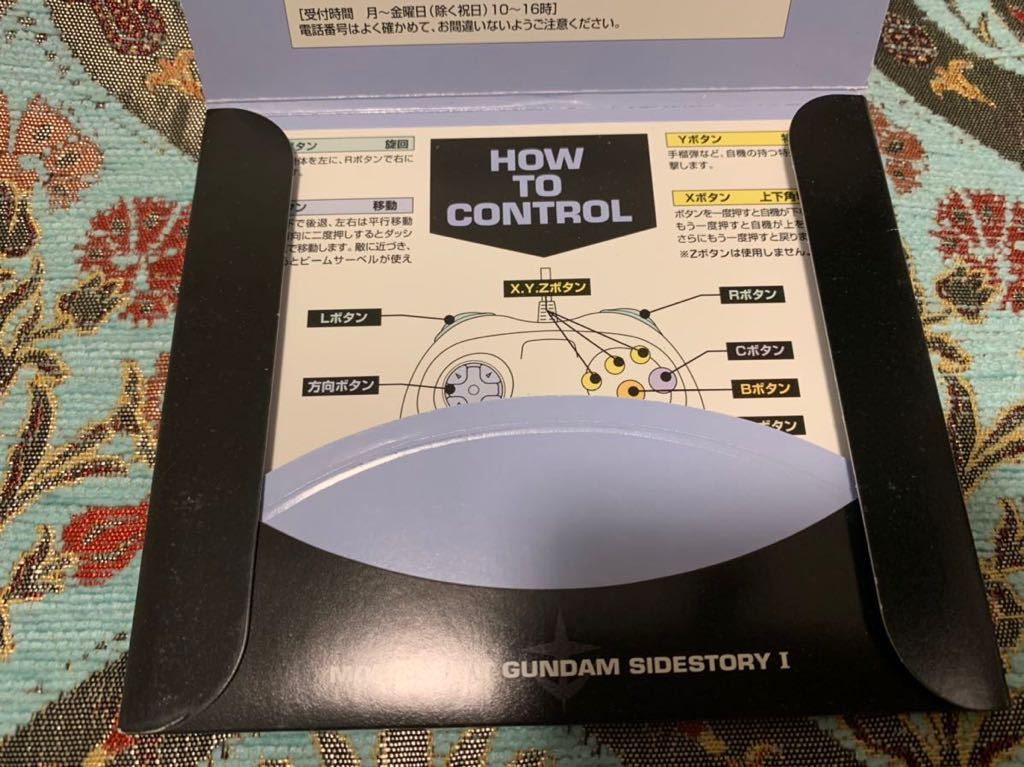 [受付時間　月～金曜日(除く祝日)10～16時]
電話番号はよく確かめて、お間違いないようご注意ください。
タン　旋回
体を左に、Rボタンで右に
ン　移動
で後退、左右は平行移動
向に二度押しするとダッシ
で移動します。敵に近づき、
とビームサーベルが使え
HOW
TO
CONTROL
Yボタン
手榴弾など、自機の持つ特
撃します。
Xボタン　上下角
ボタンを一度押すと自機が下
もう一度押すと自機が上を
さらにもう一度押すと戻りま
※Zボタンは使用しません。
X.Y.Zボタン
Lボタン
Rボタン
方向ボタン
Cボタン
Bボタン
ボタン
GUNDAM SIDESTORY I